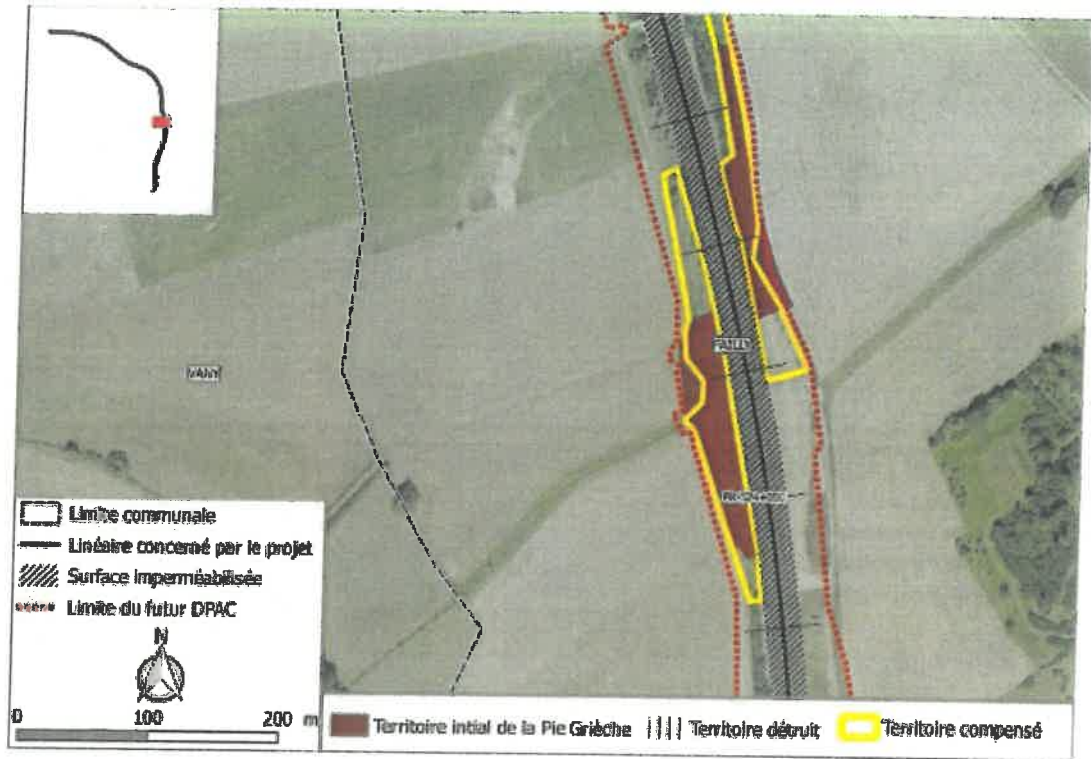 VANY
FAILLY
Limite communale
Linéaire concerné par le projet
Surface imperméabilisée
Limite du futur DPAC
N
0 100 200 m
Territoire intial de la Pie Grièche Territoire détruit Territoire compensé